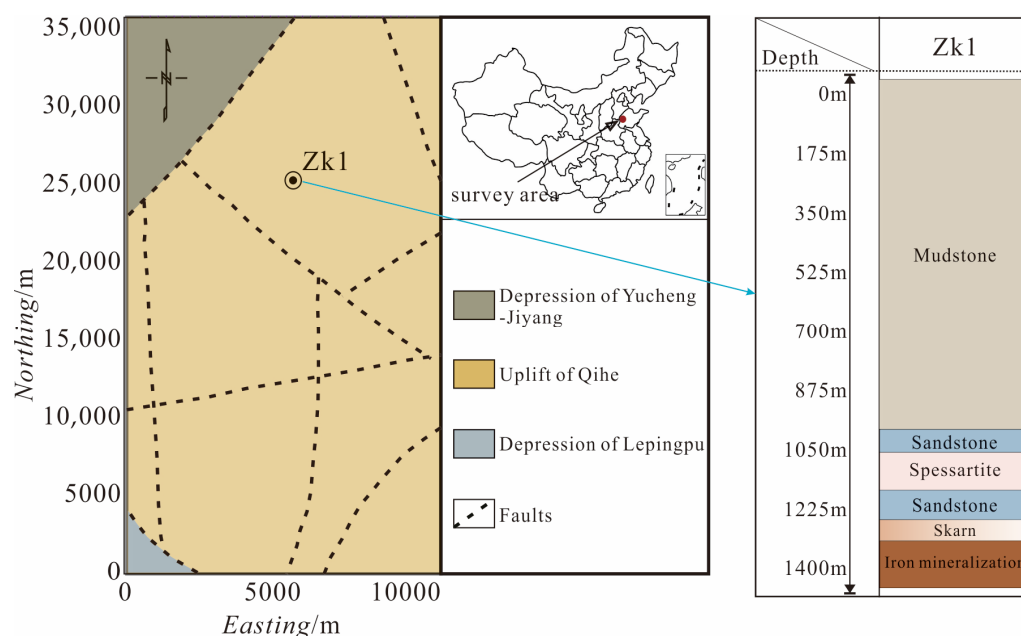 35,000
30,000
25,000
20,000
15,000
10,000
5000
0
Northing/m
0
5000
10000
Easting/m
N
Zk1
survey area
Depression of Yucheng
-Jiyang
Uplift of Qihe
Depression of Lepingpu
Faults
Depth
Zk1
0m
175m
350m
525m
700m
875m
1050m
1225m
1400m
Mudstone
Sandstone
Spessartite
Sandstone
Skarn
Iron mineralization